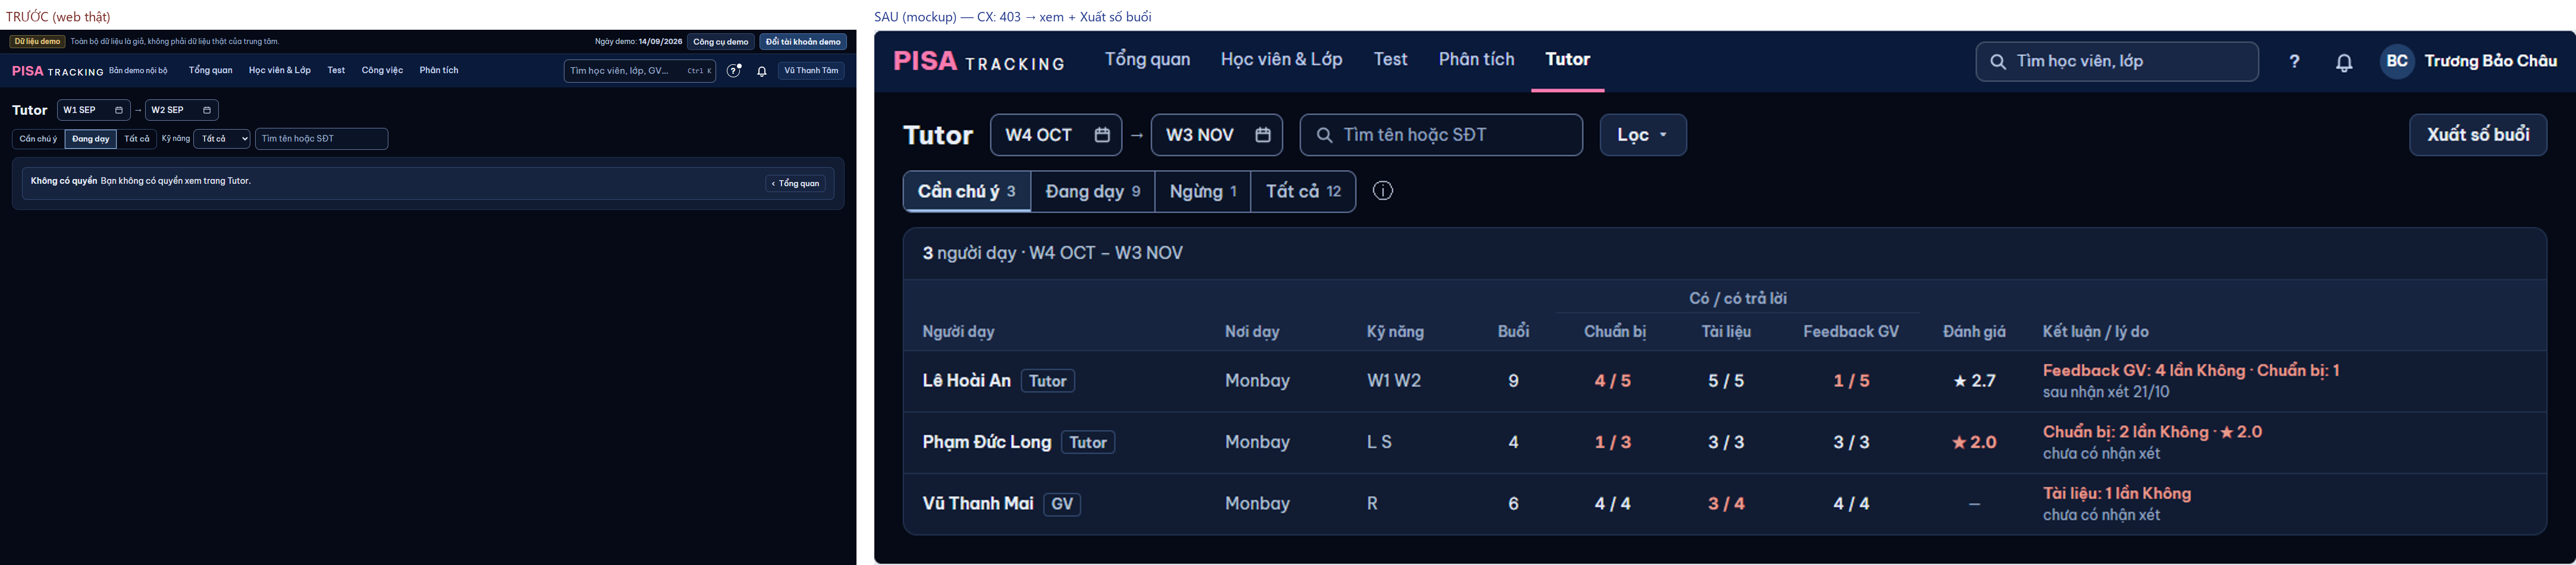 TRƯỚC (web thật)
Dữ liệu demo Toàn bộ dữ liệu là giả, không phải dữ liệu thật của trung tâm. Ngày demo: 14/09/2026 Công cụ demo Đổi tài khoản demo
PISA TRACKING Bản demo nội bộ Tổng quan Học viên & Lớp Test Công việc Phân tích Tìm học viên, lớp, GV... Ctrl K ? Vũ Thanh Tâm
Tutor W1 SEP → W2 SEP
Cần chú ý Đang dạy Tất cả Kỹ năng Tất cả Tìm tên hoặc SĐT
Không có quyền Bạn không có quyền xem trang Tutor. ‹ Tổng quan
SAU (mockup) — CX: 403 → xem + Xuất số buổi
PISA TRACKING Tổng quan Học viên & Lớp Test Phân tích Tutor Tìm học viên, lớp ? BC Trương Bảo Châu
Tutor W4 OCT → W3 NOV Tìm tên hoặc SĐT Lọc Xuất số buổi
Cần chú ý 3 Đang dạy 9 Ngừng 1 Tất cả 12 ⓘ
3 người dạy · W4 OCT – W3 NOV
Có / có trả lời
Người dạy Nơi dạy Kỹ năng Buổi Chuẩn bị Tài liệu Feedback GV Đánh giá Kết luận / lý do
Lê Hoài An Tutor Monbay W1 W2 9 4 / 5 5 / 5 1 / 5 ★ 2.7 Feedback GV: 4 lần Không · Chuẩn bị: 1
sau nhận xét 21/10
Phạm Đức Long Tutor Monbay L S 4 1 / 3 3 / 3 3 / 3 ★ 2.0 Chuẩn bị: 2 lần Không · ★ 2.0
chưa có nhận xét
Vũ Thanh Mai GV Monbay R 6 4 / 4 3 / 4 4 / 4 — Tài liệu: 1 lần Không
chưa có nhận xét